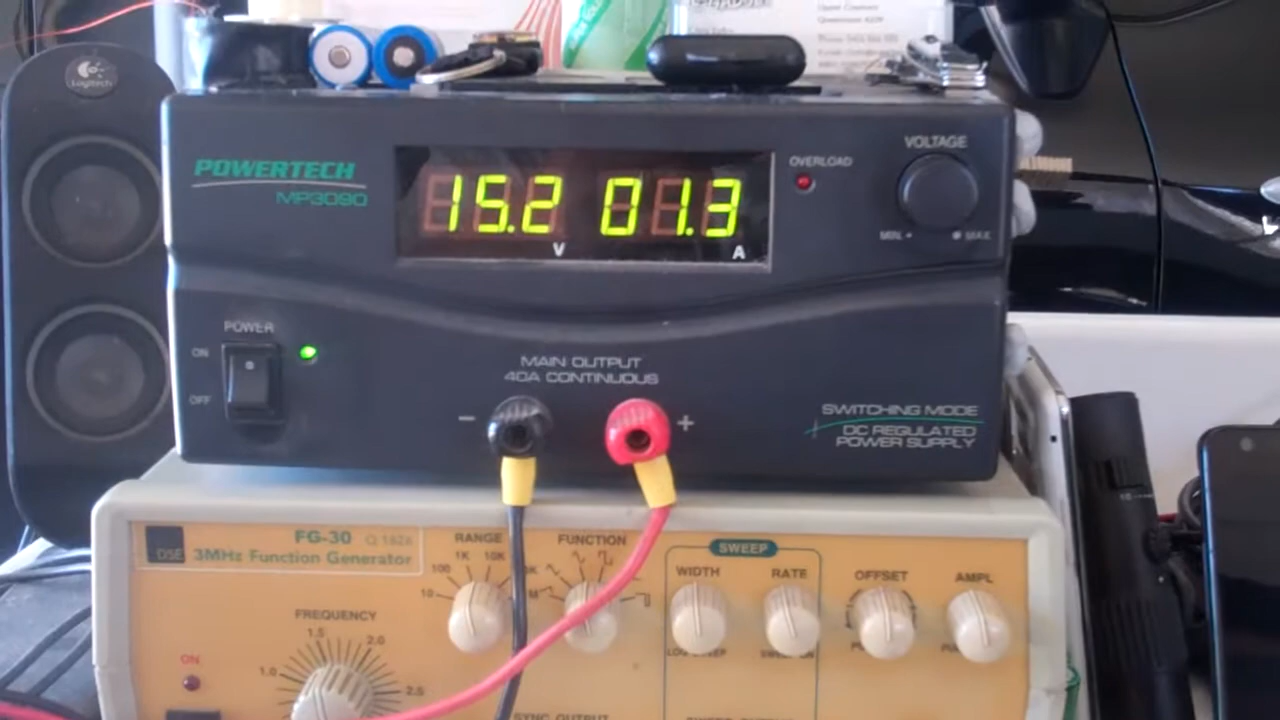 Logitech
POWERTECH
MP3090
15.2
V
01.3
A
OVERLOAD
VOLTAGE
MIN
MAX
POWER
ON
OFF
MAIN OUTPUT
40A CONTINUOUS
−
+
SWITCHING MODE
DC REGULATED
POWER SUPPLY
DSE
FG-30
3MHz Function Generator
RANGE
1K
10K
100
10
FUNCTION
SWEEP
WIDTH
RATE
OFFSET
AMPL
FREQUENCY
1.0
1.5
2.0
2.5
ON
SYNC OUTPUT